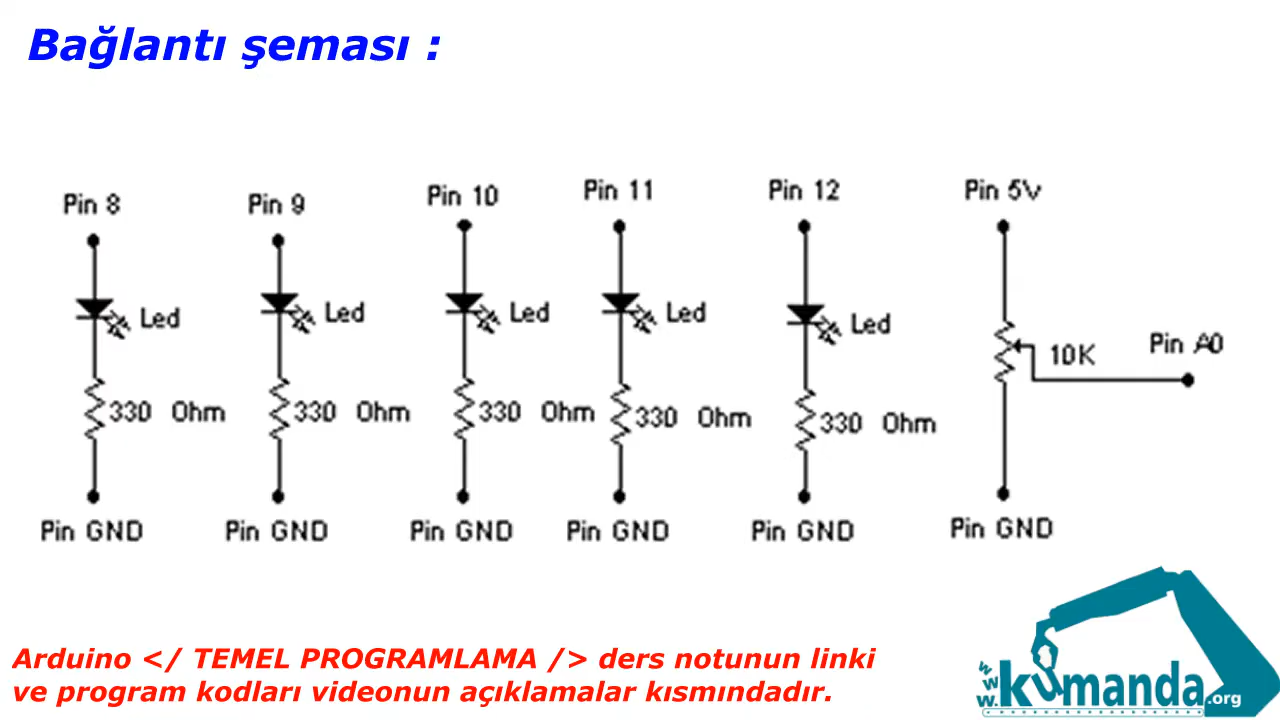 Bağlantı şeması :
Pin 8 Pin 9 Pin 10 Pin 11 Pin 12 Pin 5V
Led Led Led Led Led
10K Pin A0
330 Ohm 330 Ohm 330 Ohm 330 Ohm 330 Ohm
Pin GND Pin GND Pin GND Pin GND Pin GND Pin GND
Arduino </ TEMEL PROGRAMLAMA /> ders notunun linki
ve program kodları videonun açıklamalar kısmındadır.
www.kumanda.org